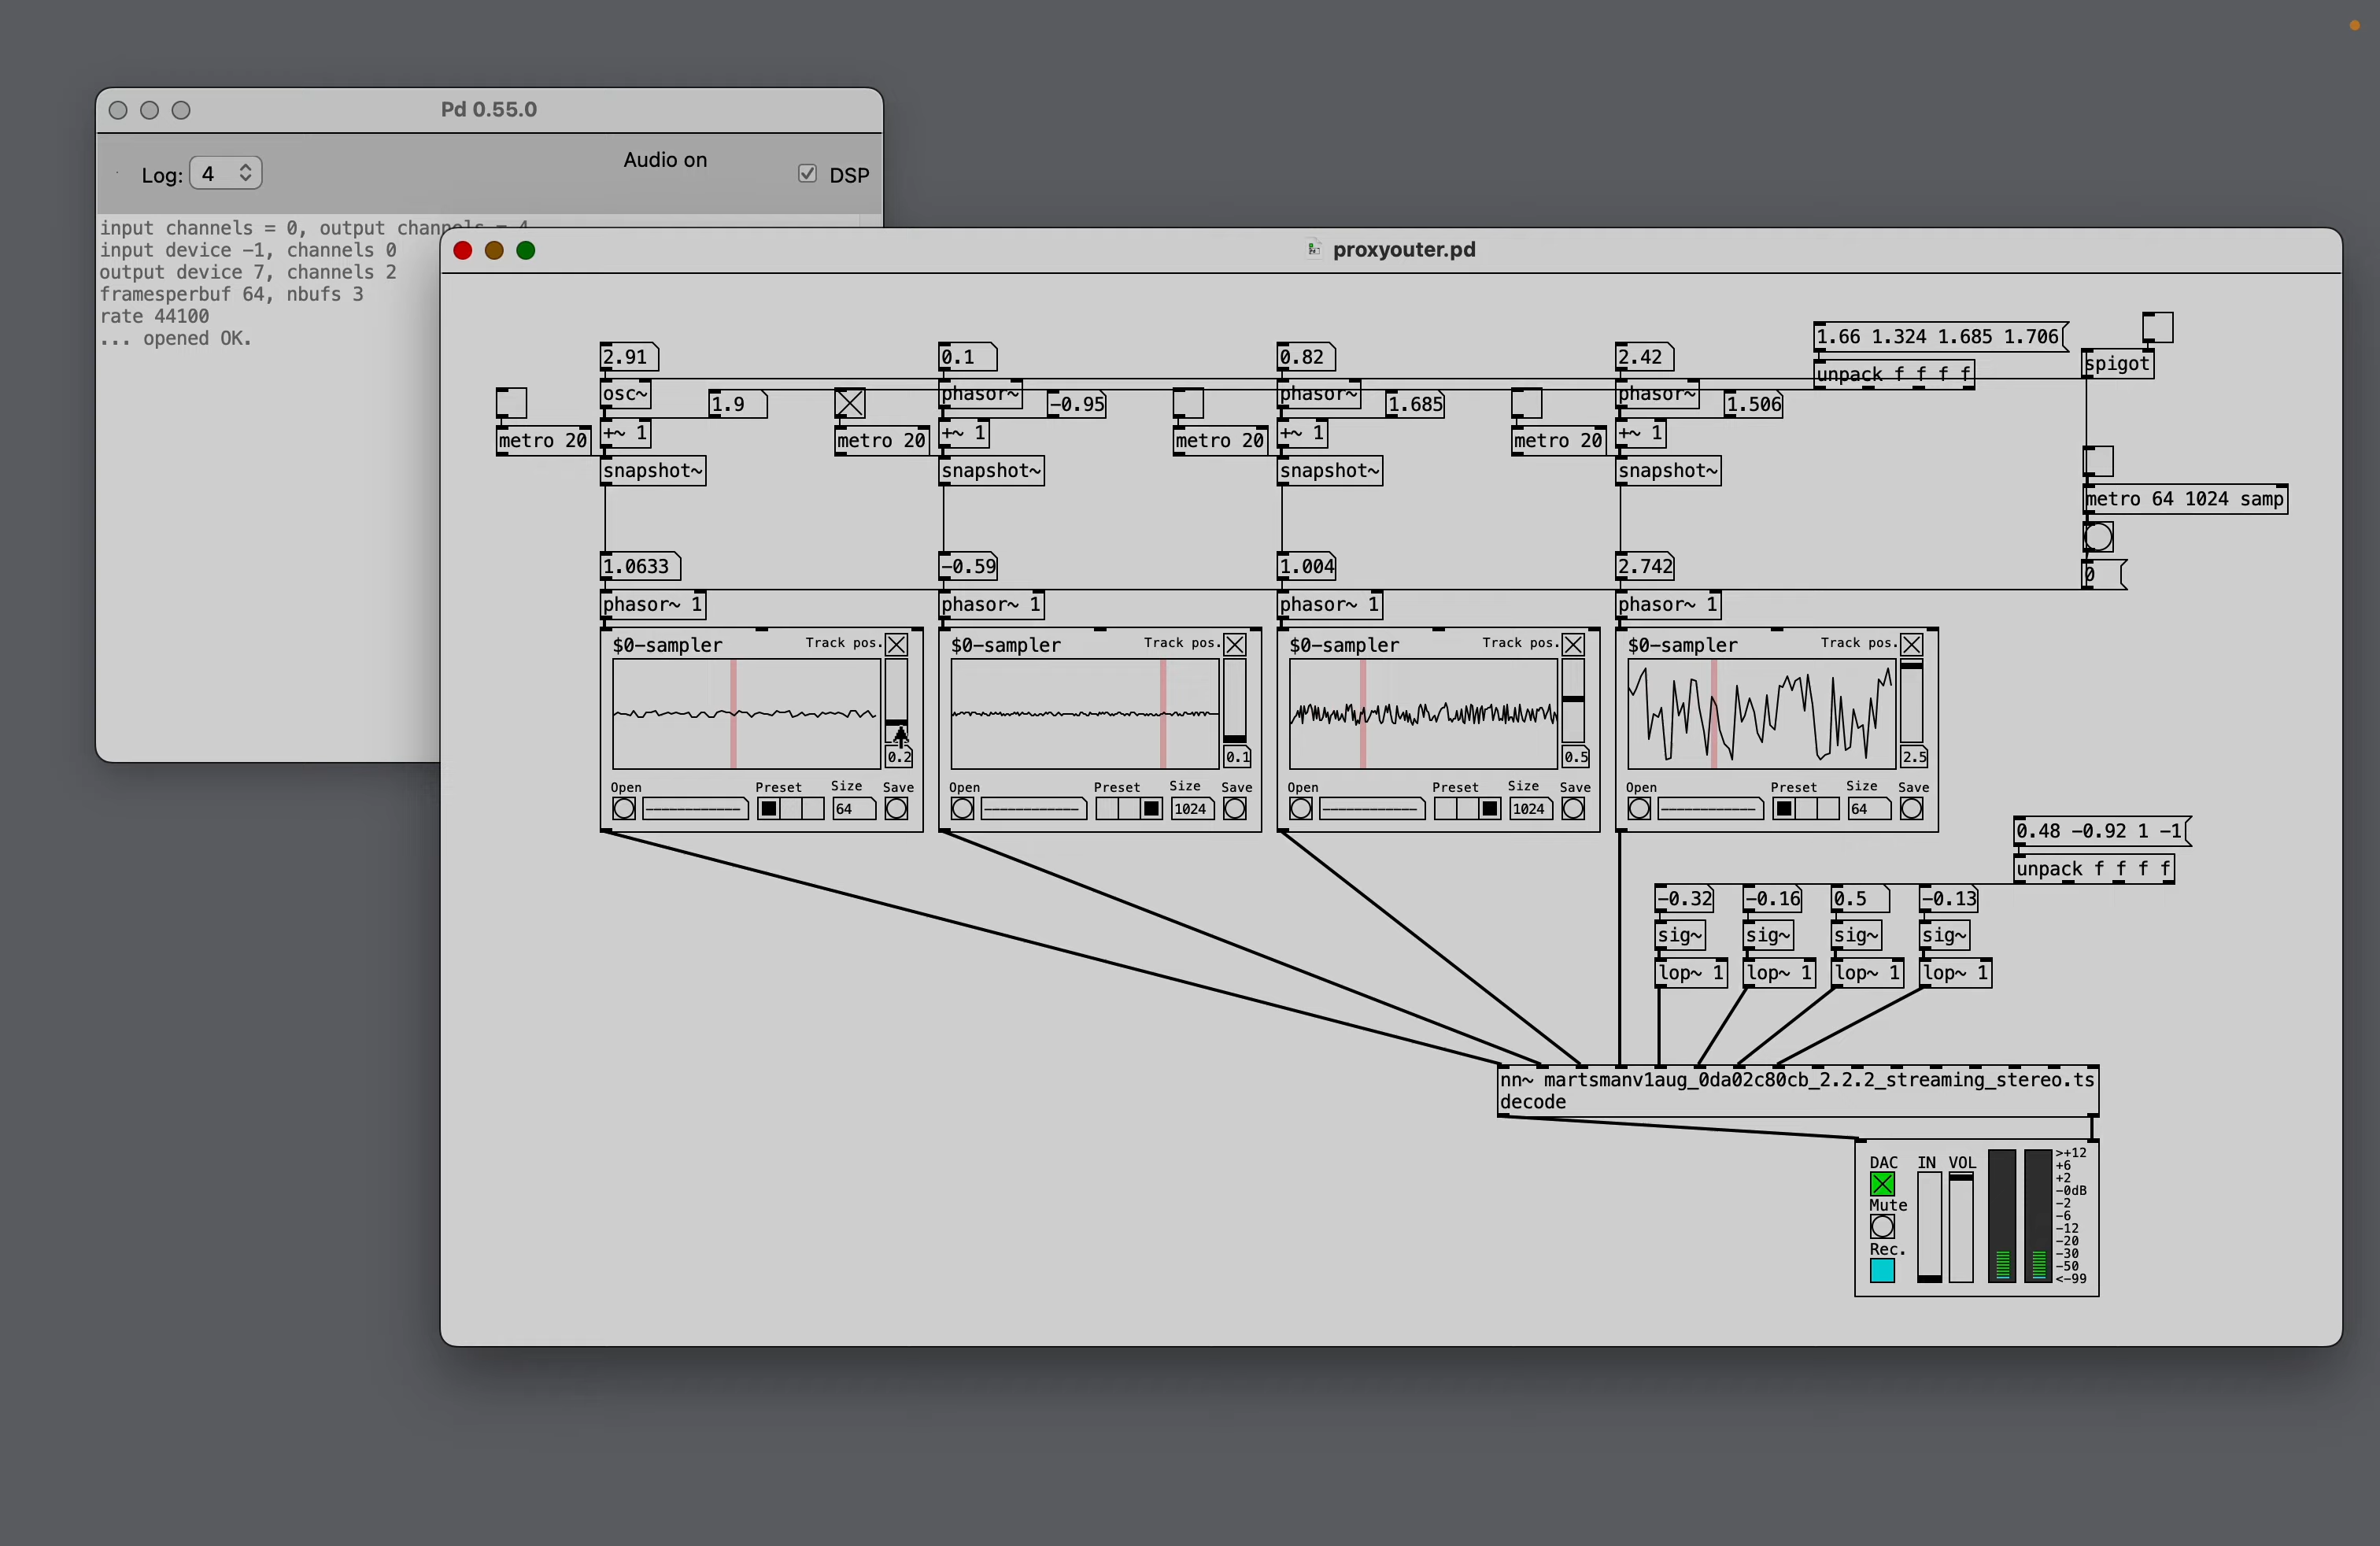 Pd 0.55.0
Log: 4
Audio on
DSP
input channels = 0, output channels = 4
input device -1, channels 0
output device 7, channels 2
framesperbuf 64, nbufs 3
rate 44100
... opened OK.
proxyouter.pd
2.91
0.1
0.82
2.42
1.66 1.324 1.685 1.706
spigot
unpack f f f f
osc~
1.9
phasor~
-0.95
phasor~
1.685
phasor~
1.506
metro 20
+~ 1
metro 20
+~ 1
metro 20
+~ 1
metro 20
+~ 1
snapshot~
snapshot~
snapshot~
snapshot~
metro 64 1024 samp
1.0633
-0.59
1.004
2.742
0
phasor~ 1
phasor~ 1
phasor~ 1
phasor~ 1
$0-sampler
Track pos.
0.2
Open
Preset
Size
Save
64
$0-sampler
Track pos.
0.1
Open
Preset
Size
Save
1024
$0-sampler
Track pos.
0.5
Open
Preset
Size
Save
1024
$0-sampler
Track pos.
2.5
Open
Preset
Size
Save
64
0.48 -0.92 1 -1
unpack f f f f
-0.32
-0.16
0.5
-0.13
sig~
sig~
sig~
sig~
lop~ 1
lop~ 1
lop~ 1
lop~ 1
nn~ martsmanv1aug_0da02c80cb_2.2.2_streaming_stereo.ts
decode
DAC
IN
VOL
Mute
Rec.
>+12
+6
+2
-0dB
-2
-6
-12
-20
-30
-50
<-99